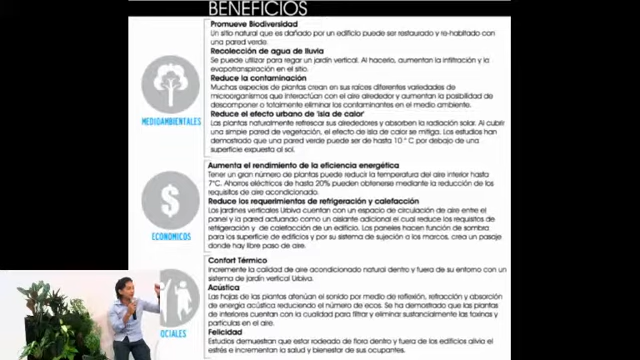 BENEFICIOS
Promueve Biodiversidad
Un sitio natural que es dañado por un edificio puede ser restaurado y re-habitado con
una pared verde.
Recolección de agua de lluvia
Se puede utilizar para regar un jardín vertical. Al hacerlo, aumentan la infiltración y la
evapotranspiración en el sitio.
Reduce la contaminación
Muchas especies de plantas crean en sus raíces diferentes variedades de
microorganismos que interactúan con el aire alrededor y aumentan la posibilidad de
descomponer o totalmente eliminar los contaminantes en el medio ambiente.
Reduce el efecto urbano de 'isla de calor'
Las plantas naturalmente refrescar sus alrededores y absorben la radiación solar. Al cubrir
una simple pared de vegetación, el efecto de isla de calor se mitiga. Los estudios han
demostrado que una pared verde puede ser de hasta 10 ° C por debajo de una
superficie expuesta al sol.
MEDIOAMBIENTALES
Aumenta el rendimiento de la eficiencia energética
Tener un gran número de plantas puede reducir la temperatura del aire interior hasta
7°C. Ahorros eléctricos de hasta 20% pueden obtenerse mediante la reducción de los
requisitos de aire acondicionado.
Reduce los requerimientos de refrigeración y calefacción
Los jardines verticales Urbiva cuentan con un espacio de circulación de aire entre el
panel y la pared actuando como un aislante adicional el cual reduce los requisitos de
refrigeración y de calefacción de un edificio. Los paneles hacen función de sombra
para los superficie de edificios y por su sistema de sujeción a los marcos, crea un pasaje
donde hay libre paso de aire.
$
ECONOMICOS
Confort Térmico
Incremente la calidad de aire acondicionado natural dentro y fuera de su entorno con un
sistema de jardín vertical Urbiva.
Acústica
Las hojas de las plantas atenúan el sonido por medio de reflexión, refracción y absorción
de energía acústica reduciendo el número de ecos. Se ha demostrado que las plantas
de interiores cuentan con la cualidad para filtrar y eliminar sustancialmente las toxinas y
partículas en el aire.
Felicidad
Estudios demuestran que estar rodeado de flora dentro y fuera de los edificios alivia el
estrés e incrementan la salud y bienestar de sus ocupantes.
OCIALES